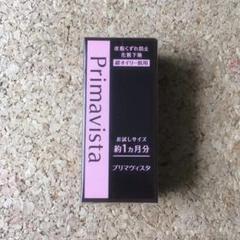 Primavista
皮脂くずれ防止
化粧下地
超オイリー肌用
お試しサイズ
約1ヵ月分
プリマヴィスタ